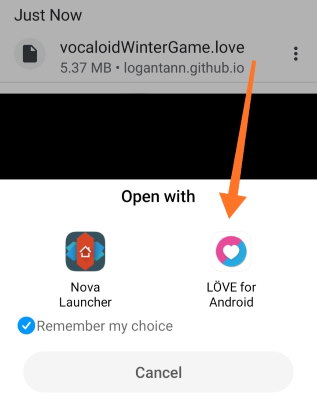 Just Now
vocaloidWinterGame.love
5.37 MB • logantann.github.io
Open with
Nova
Launcher
LÖVE for
Android
Remember my choice
Cancel